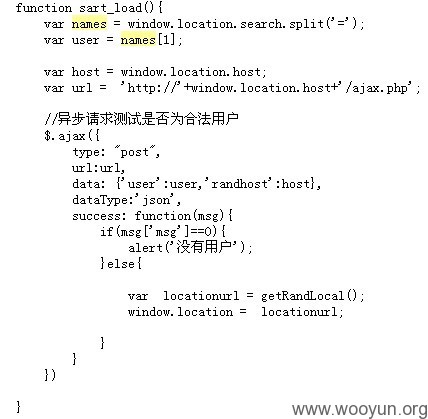 function sart_load(){
var names = window.location.search.split('=');
var user = names[1];
var host = window.location.host;
var url =  'http://'+window.location.host+'/ajax.php';
//异步请求测试是否为合法用户
$.ajax({
type: "post",
url:url,
data: {'user':user,'randhost':host},
dataType:'json',
success: function(msg){
if(msg['msg']==0){
alert('没有用户');
}else{
var  locationurl = getRandLocal();
window.location =  locationurl;
}
}
})
}
www.wooyun.org